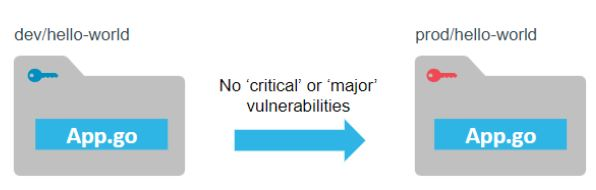 dev/hello-world
prod/hello-world
No ‘critical’ or ‘major’
vulnerabilities
App.go
App.go